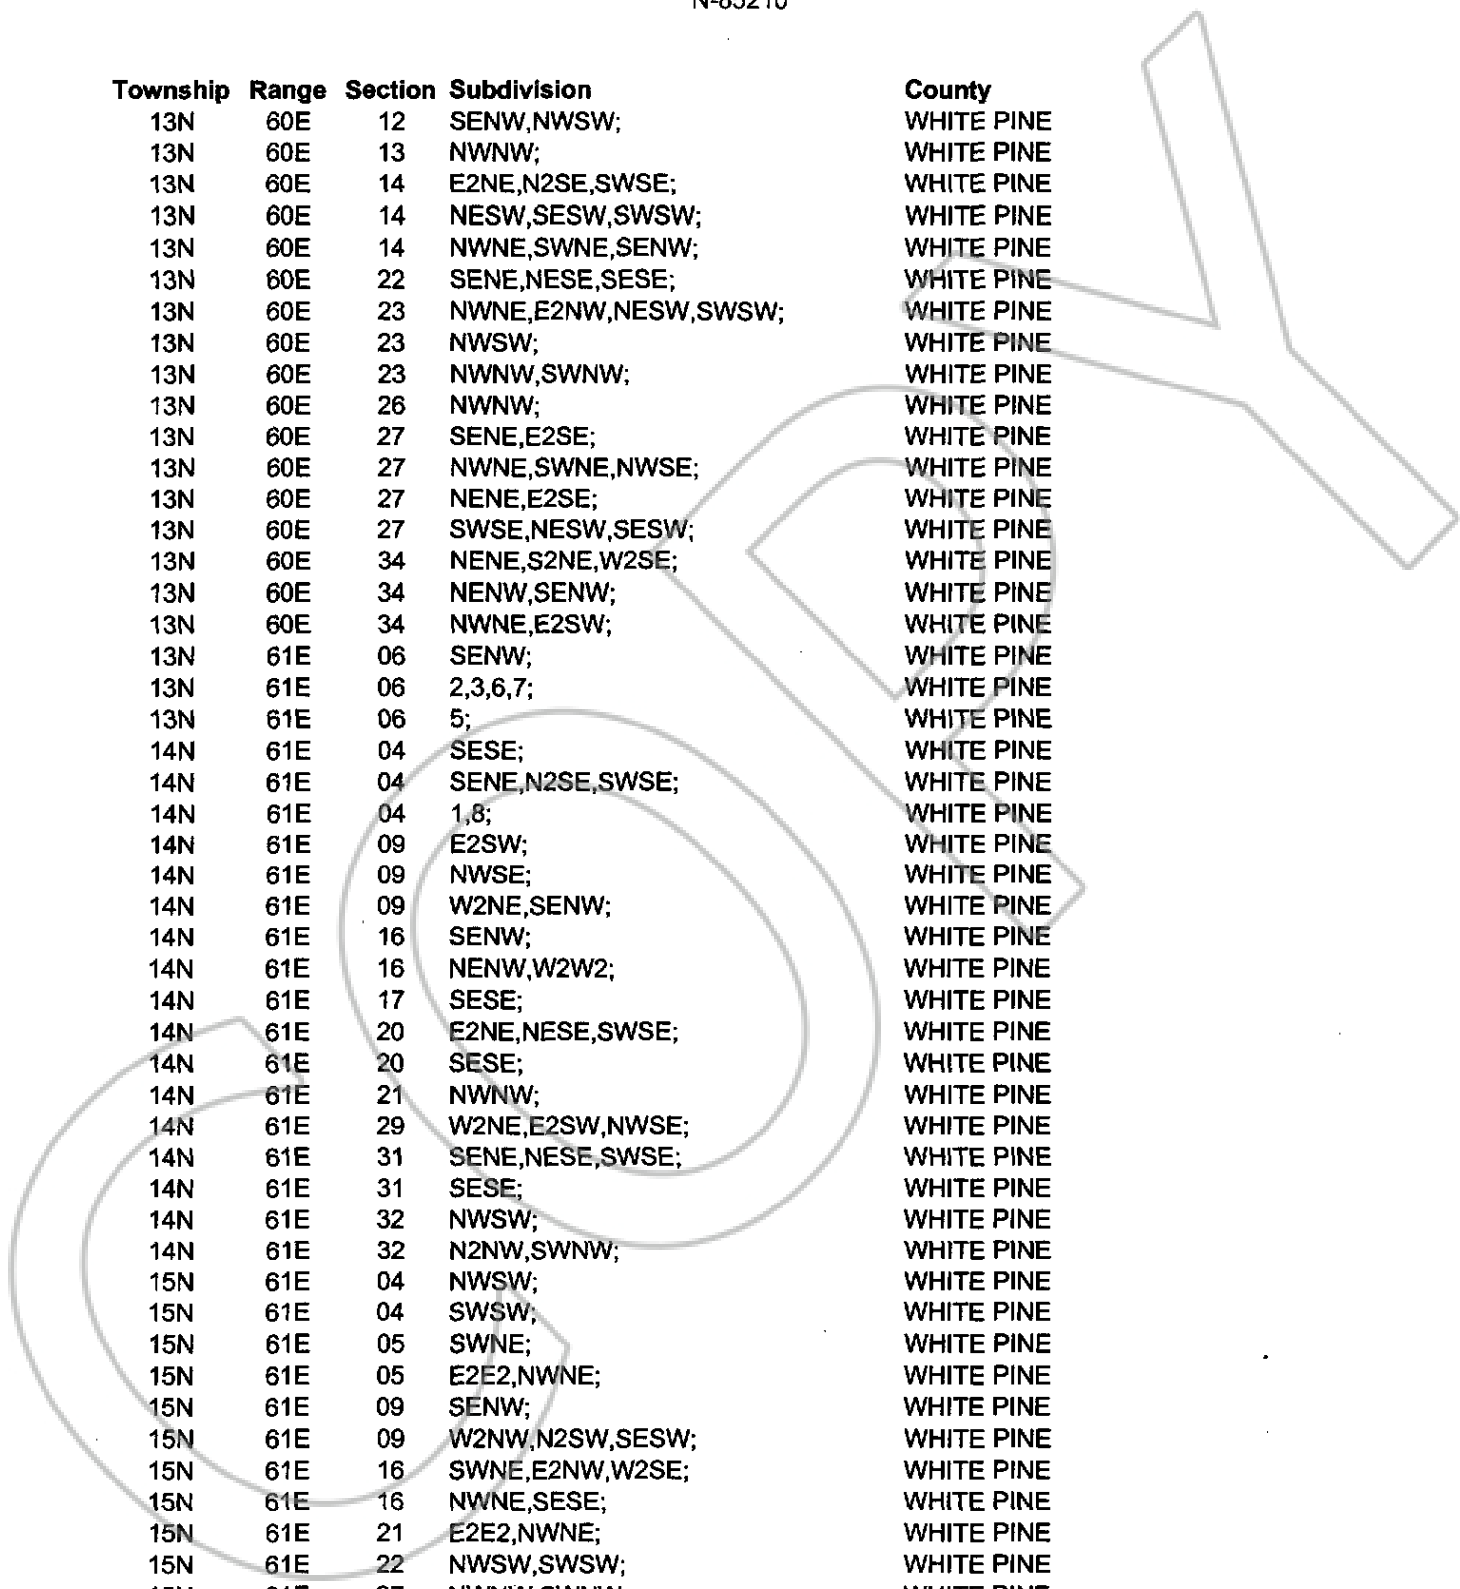 N-85210
Township Range Section Subdivision County
13N 60E 12 SENW,NWSW; WHITE PINE
13N 60E 13 NWNW; WHITE PINE
13N 60E 14 E2NE,N2SE,SWSE; WHITE PINE
13N 60E 14 NESW,SESW,SWSW; WHITE PINE
13N 60E 14 NWNE,SWNE,SENW; WHITE PINE
13N 60E 22 SENE,NESE,SESE; WHITE PINE
13N 60E 23 NWNE,E2NW,NESW,SWSW; WHITE PINE
13N 60E 23 NWSW; WHITE PINE
13N 60E 23 NWNW,SWNW; WHITE PINE
13N 60E 26 NWNW; WHITE PINE
13N 60E 27 SENE,E2SE; WHITE PINE
13N 60E 27 NWNE,SWNE,NWSE; WHITE PINE
13N 60E 27 NENE,E2SE; WHITE PINE
13N 60E 27 SWSE,NESW,SESW; WHITE PINE
13N 60E 34 NENE,S2NE,W2SE; WHITE PINE
13N 60E 34 NENW,SENW; WHITE PINE
13N 60E 34 NWNE,E2SW; WHITE PINE
13N 61E 06 SENW; WHITE PINE
13N 61E 06 2,3,6,7; WHITE PINE
13N 61E 06 5; WHITE PINE
14N 61E 04 SESE; WHITE PINE
14N 61E 04 SENE,N2SE,SWSE; WHITE PINE
14N 61E 04 1,8; WHITE PINE
14N 61E 09 E2SW; WHITE PINE
14N 61E 09 NWSE; WHITE PINE
14N 61E 09 W2NE,SENW; WHITE PINE
14N 61E 16 SENW; WHITE PINE
14N 61E 16 NENW,W2W2; WHITE PINE
14N 61E 17 SESE; WHITE PINE
14N 61E 20 E2NE,NESE,SWSE; WHITE PINE
14N 61E 20 SESE; WHITE PINE
14N 61E 21 NWNW; WHITE PINE
14N 61E 29 W2NE,E2SW,NWSE; WHITE PINE
14N 61E 31 SENE,NESE,SWSE; WHITE PINE
14N 61E 31 SESE; WHITE PINE
14N 61E 32 NWSW; WHITE PINE
14N 61E 32 N2NW,SWNW; WHITE PINE
15N 61E 04 NWSW; WHITE PINE
15N 61E 04 SWSW; WHITE PINE
15N 61E 05 SWNE; WHITE PINE
15N 61E 05 E2E2,NWNE; WHITE PINE
15N 61E 09 SENW; WHITE PINE
15N 61E 09 W2NW,N2SW,SESW; WHITE PINE
15N 61E 16 SWNE,E2NW,W2SE; WHITE PINE
15N 61E 16 NWNE,SESE; WHITE PINE
15N 61E 21 E2E2,NWNE; WHITE PINE
15N 61E 22 NWSW,SWSW; WHITE PINE
COPY